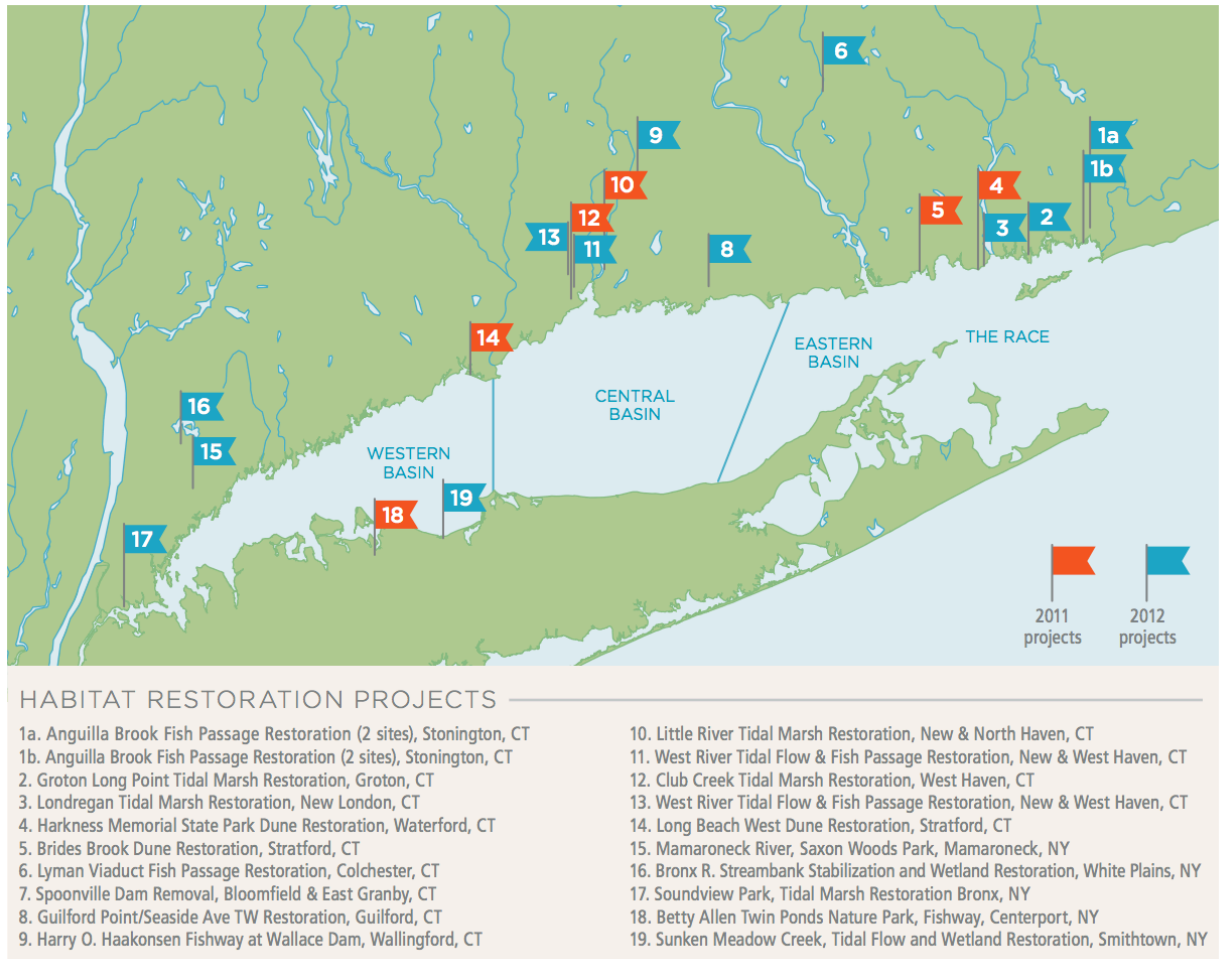 6
9
1a
1b
10
4
12
5
13
11
3
2
8
14
EASTERN
BASIN
THE RACE
CENTRAL
BASIN
16
15
WESTERN
BASIN
19
18
17
2011
projects
2012
projects
HABITAT RESTORATION PROJECTS
1a. Anguilla Brook Fish Passage Restoration (2 sites), Stonington, CT
1b. Anguilla Brook Fish Passage Restoration (2 sites), Stonington, CT
2. Groton Long Point Tidal Marsh Restoration, Groton, CT
3. Londregan Tidal Marsh Restoration, New London, CT
4. Harkness Memorial State Park Dune Restoration, Waterford, CT
5. Brides Brook Dune Restoration, Stratford, CT
6. Lyman Viaduct Fish Passage Restoration, Colchester, CT
7. Spoonville Dam Removal, Bloomfield & East Granby, CT
8. Guilford Point/Seaside Ave TW Restoration, Guilford, CT
9. Harry O. Haakonsen Fishway at Wallace Dam, Wallingford, CT
10. Little River Tidal Marsh Restoration, New & North Haven, CT
11. West River Tidal Flow & Fish Passage Restoration, New & West Haven, CT
12. Club Creek Tidal Marsh Restoration, West Haven, CT
13. West River Tidal Flow & Fish Passage Restoration, New & West Haven, CT
14. Long Beach West Dune Restoration, Stratford, CT
15. Mamaroneck River, Saxon Woods Park, Mamaroneck, NY
16. Bronx R. Streambank Stabilization and Wetland Restoration, White Plains, NY
17. Soundview Park, Tidal Marsh Restoration Bronx, NY
18. Betty Allen Twin Ponds Nature Park, Fishway, Centerport, NY
19. Sunken Meadow Creek, Tidal Flow and Wetland Restoration, Smithtown, NY